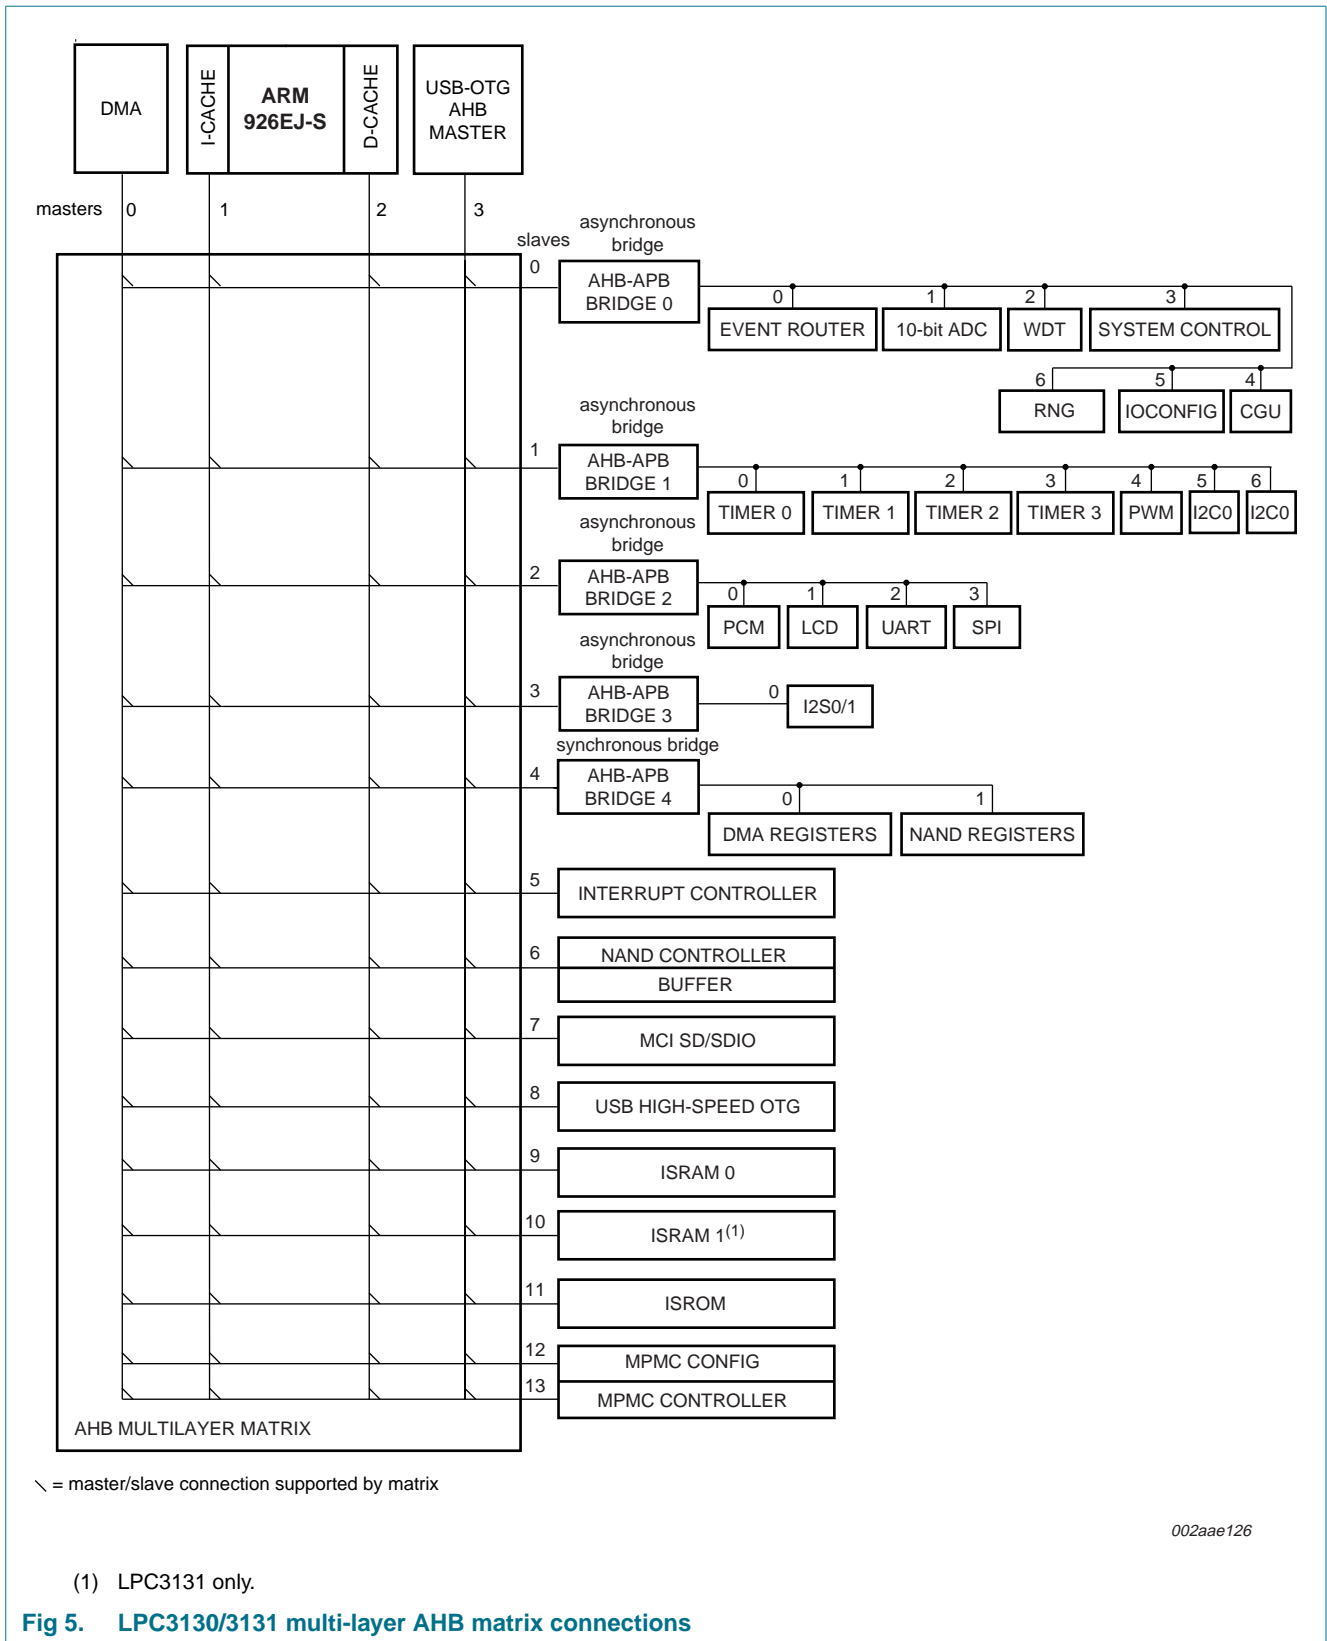 DMA
I-CACHE
ARM
926EJ-S
D-CACHE
USB-OTG
AHB
MASTER
masters 0 1 2 3
slaves
asynchronous
bridge
0
AHB-APB
BRIDGE 0
0 1 2 3
EVENT ROUTER 10-bit ADC WDT SYSTEM CONTROL
6 5 4
RNG IOCONFIG CGU
asynchronous
bridge
1
AHB-APB
BRIDGE 1
0 1 2 3 4 5 6
TIMER 0 TIMER 1 TIMER 2 TIMER 3 PWM I2C0 I2C0
asynchronous
bridge
2
AHB-APB
BRIDGE 2
0 1 2 3
PCM LCD UART SPI
asynchronous
bridge
3
AHB-APB
BRIDGE 3
0
I2S0/1
synchronous bridge
4
AHB-APB
BRIDGE 4
0 1
DMA REGISTERS NAND REGISTERS
5
INTERRUPT CONTROLLER
6
NAND CONTROLLER
BUFFER
7
MCI SD/SDIO
8
USB HIGH-SPEED OTG
9
ISRAM 0
10
ISRAM 1(1)
11
ISROM
12
MPMC CONFIG
13
MPMC CONTROLLER
AHB MULTILAYER MATRIX
= master/slave connection supported by matrix
002aae126
(1) LPC3131 only.
Fig 5. LPC3130/3131 multi-layer AHB matrix connections